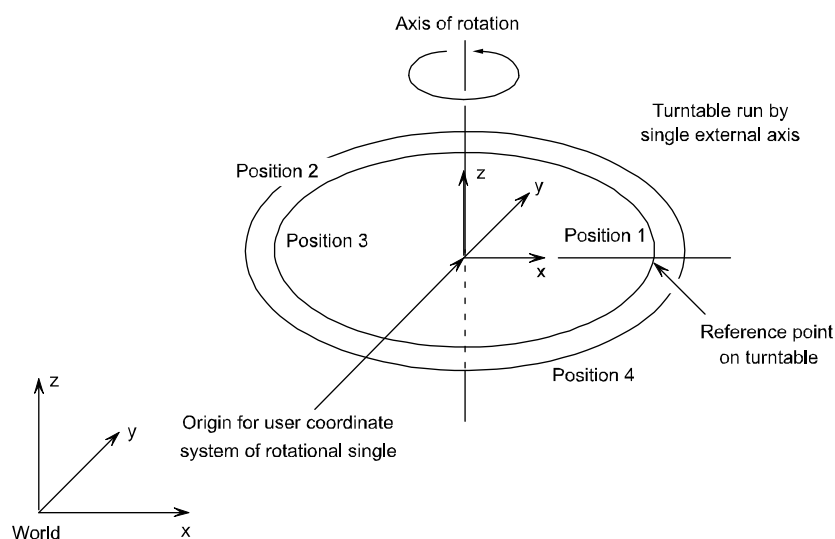 Axis of rotation
Turntable run by
single external axis
Position 2
z
y
Position 3
Position 1
x
Reference point
on turntable
Position 4
z
Origin for user coordinate
system of rotational single
y
World
x